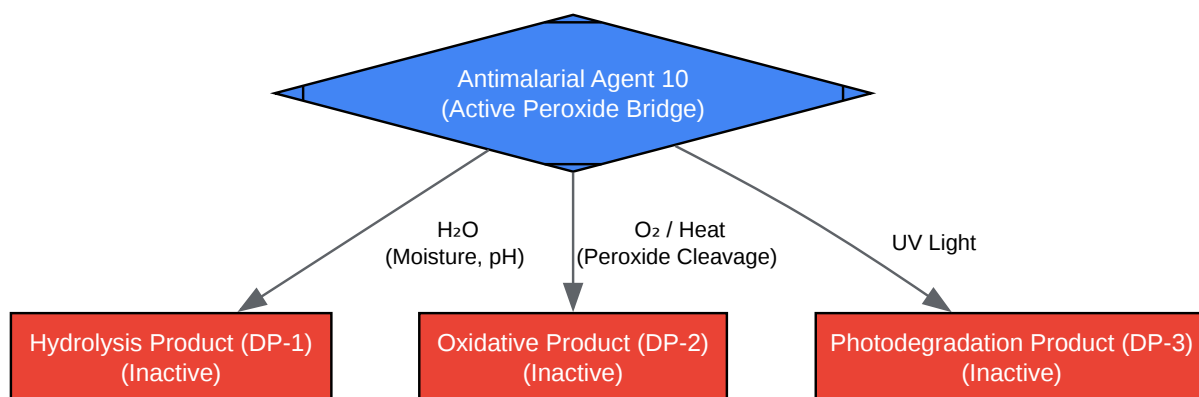 Antimalarial Agent 10
(Active Peroxide Bridge)
H₂O
(Moisture, pH)
O₂ / Heat
(Peroxide Cleavage)
UV Light
Hydrolysis Product (DP-1)
(Inactive)
Oxidative Product (DP-2)
(Inactive)
Photodegradation Product (DP-3)
(Inactive)